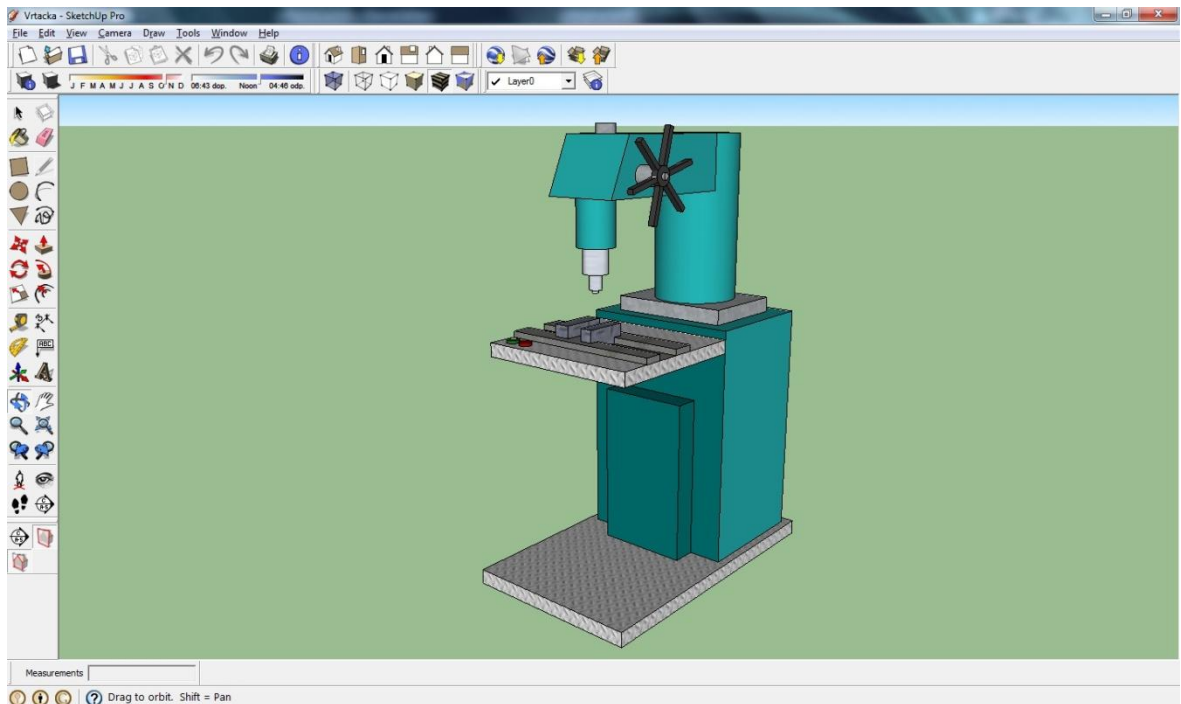 Vrtacka - SketchUp Pro
File Edit View Camera Draw Tools Window Help
J F M A M J J A S O N D 06:43 dop. Noon 04:46 odp. Layer0
ABC
Measurements
Drag to orbit. Shift = Pan